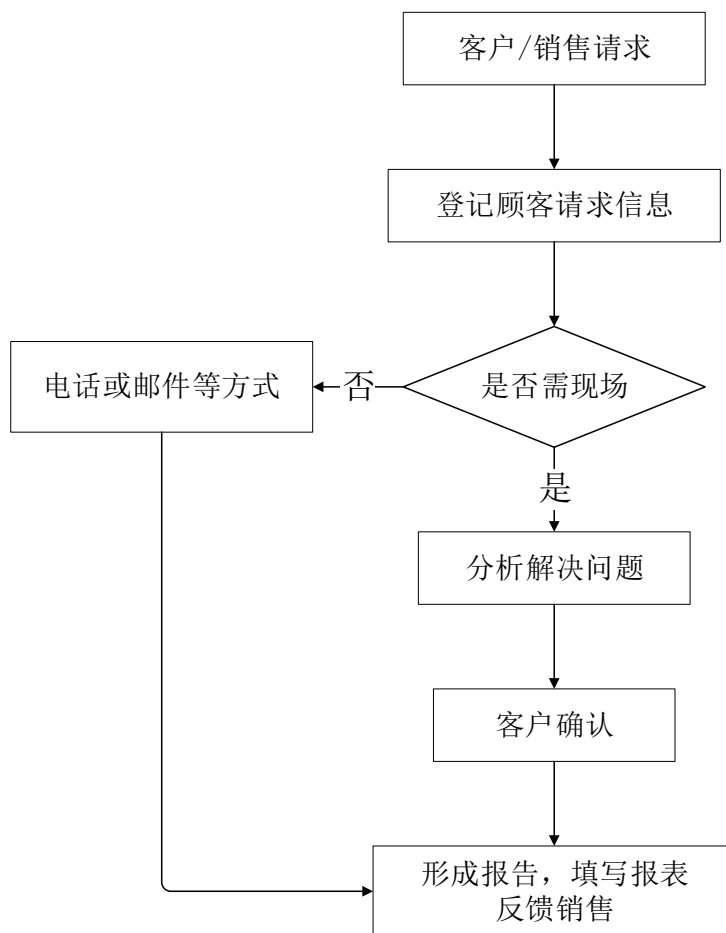 客户/销售请求
登记顾客请求信息
是否需现场
否
电话或邮件等方式
是
分析解决问题
客户确认
形成报告，填写报表
反馈销售